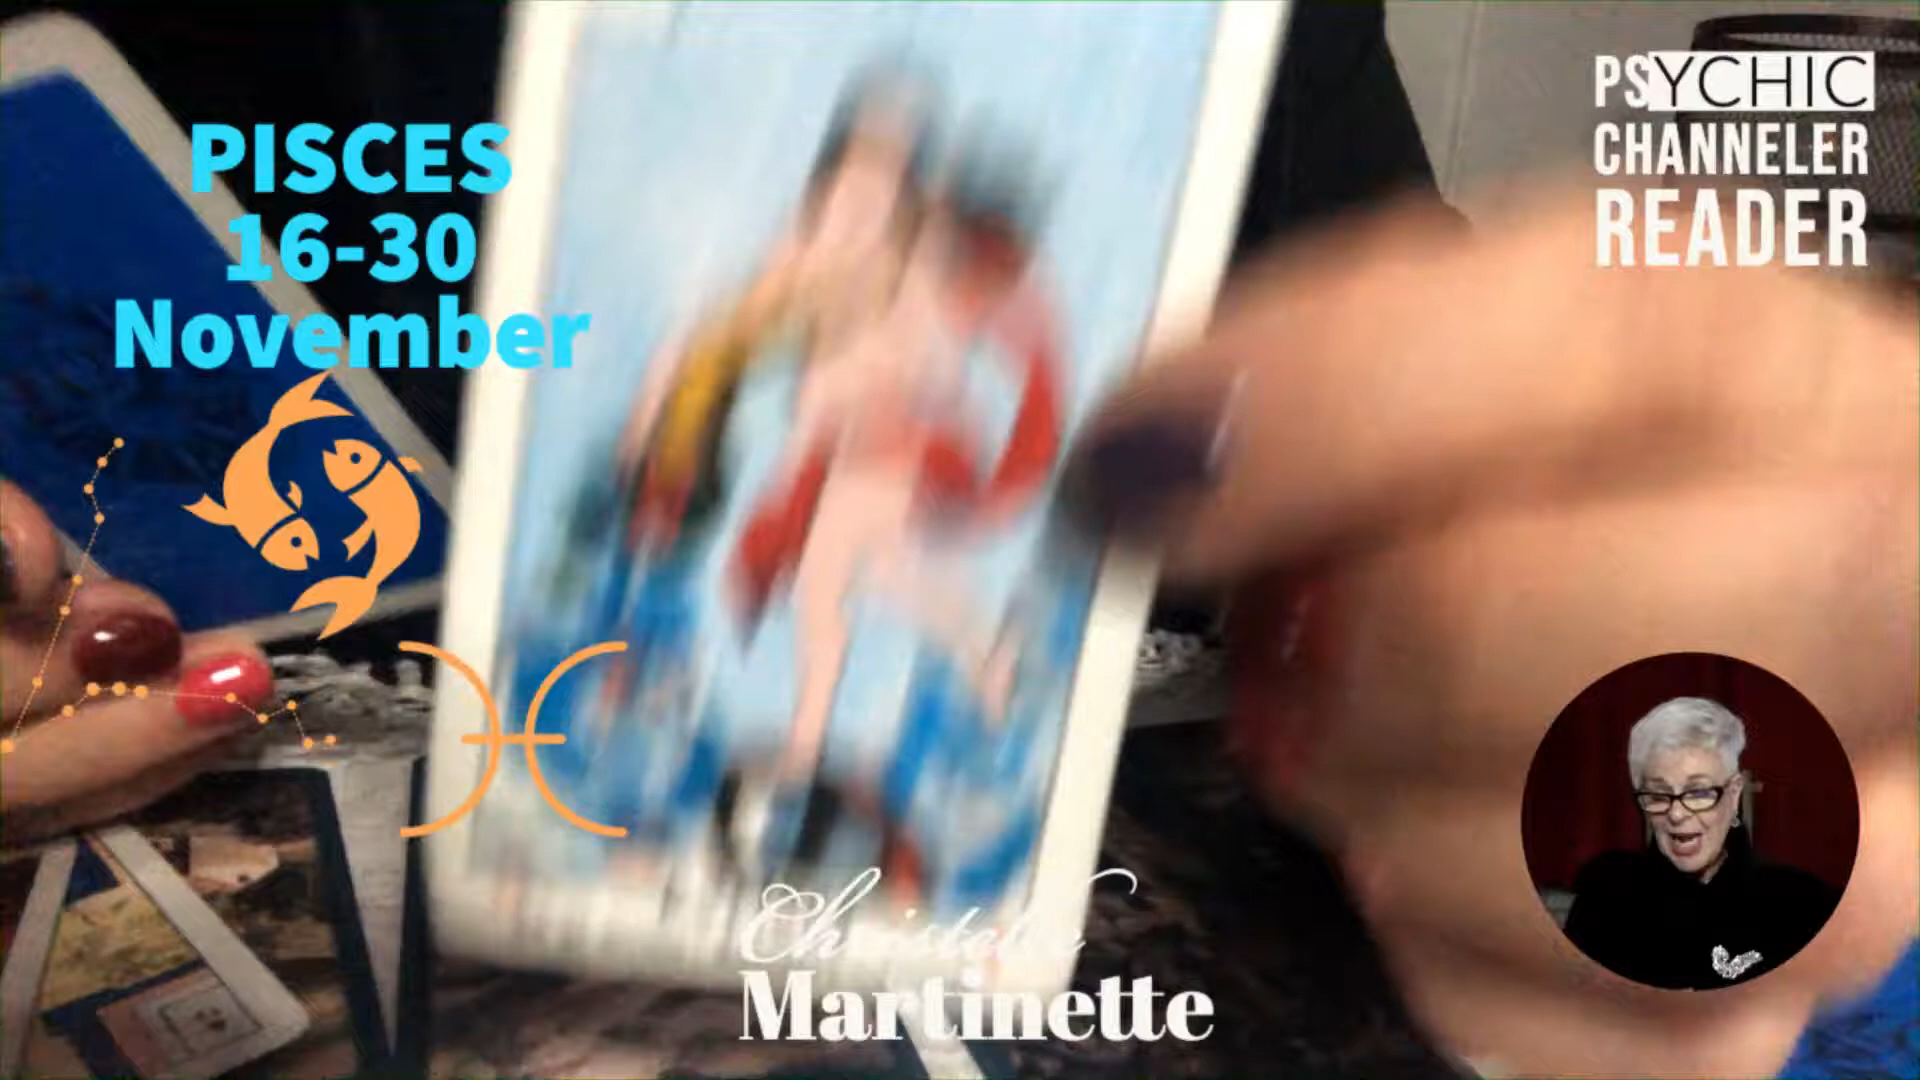 PISCES
16-30
November
PSYCHIC
CHANNELER
READER
Martinette